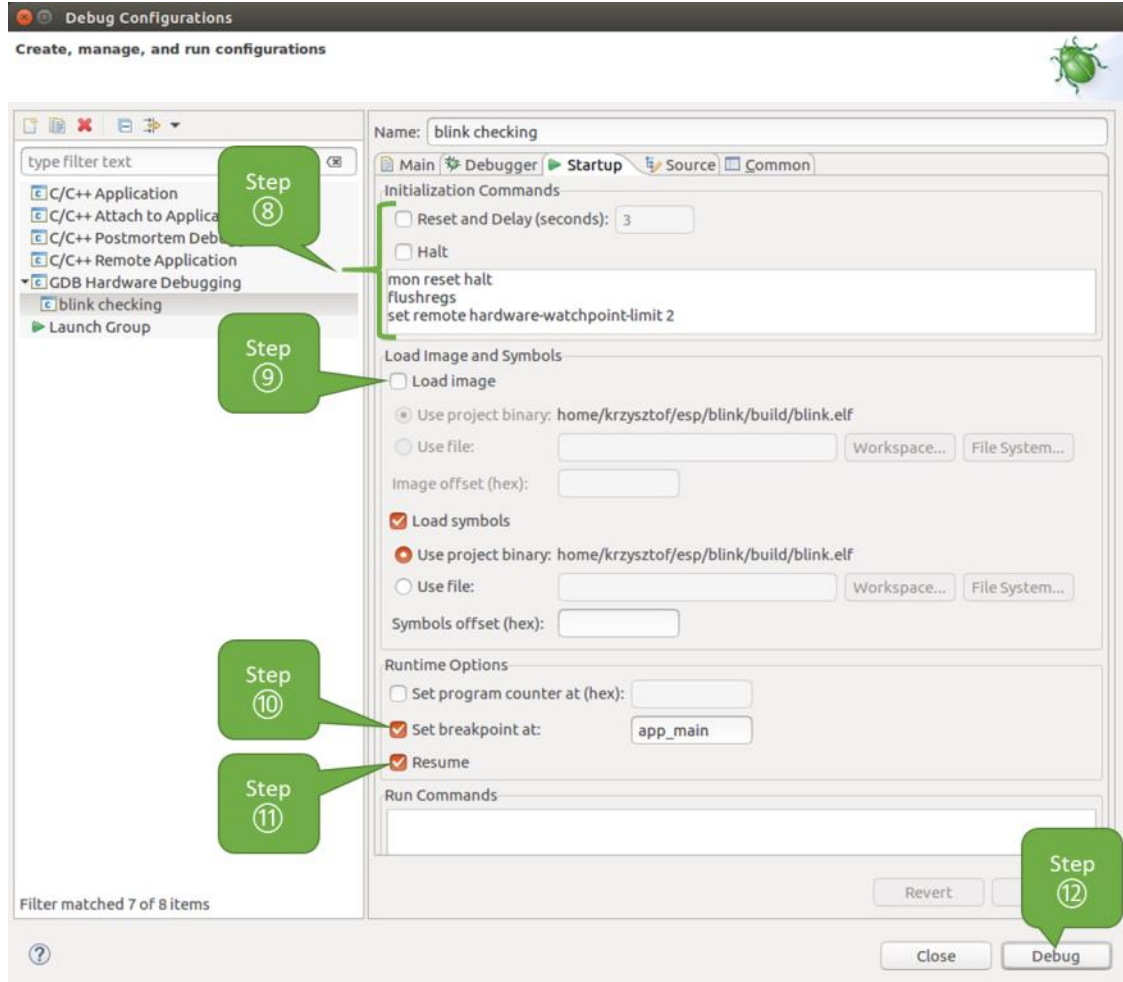 Debug Configurations
Create, manage, and run configurations
type filter text
C/C++ Application
C/C++ Attach to Applica
C/C++ Postmortem Debu
C/C++ Remote Application
GDB Hardware Debugging
blink checking
Launch Group
Filter matched 7 of 8 items
Name: blink checking
Main Debugger Startup Source Common
Initialization Commands
Reset and Delay (seconds): 3
Halt
mon reset halt
flushregs
set remote hardware-watchpoint-limit 2
Load Image and Symbols
Load image
Use project binary: home/krzysztof/esp/blink/build/blink.elf
Use file: Workspace... File System...
Image offset (hex):
Load symbols
Use project binary: home/krzysztof/esp/blink/build/blink.elf
Use file: Workspace... File System...
Symbols offset (hex):
Runtime Options
Set program counter at (hex):
Set breakpoint at: app_main
Resume
Run Commands
Revert
Close Debug
Step
⑧
Step
⑨
Step
⑩
Step
⑪
Step
⑫